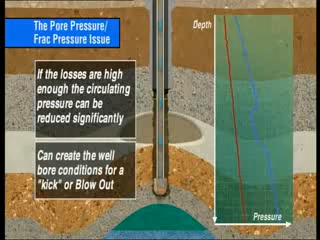 The Pore Pressure/
Frac Pressure Issue
If the losses are high
enough the circulating
pressure can be
reduced significantly
Can create the well
bore conditions for a
"kick" or Blow Out
Depth
Pressure